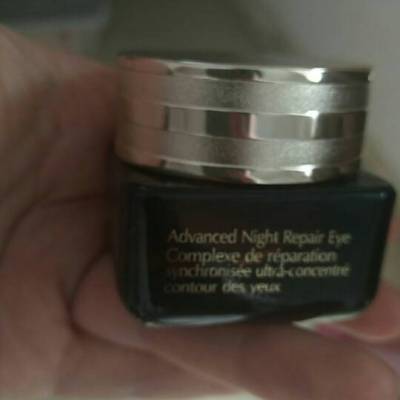 Advanced Night Repair Eye
Complexe de réparation
synchronisée ultra-concentré
contour des yeux